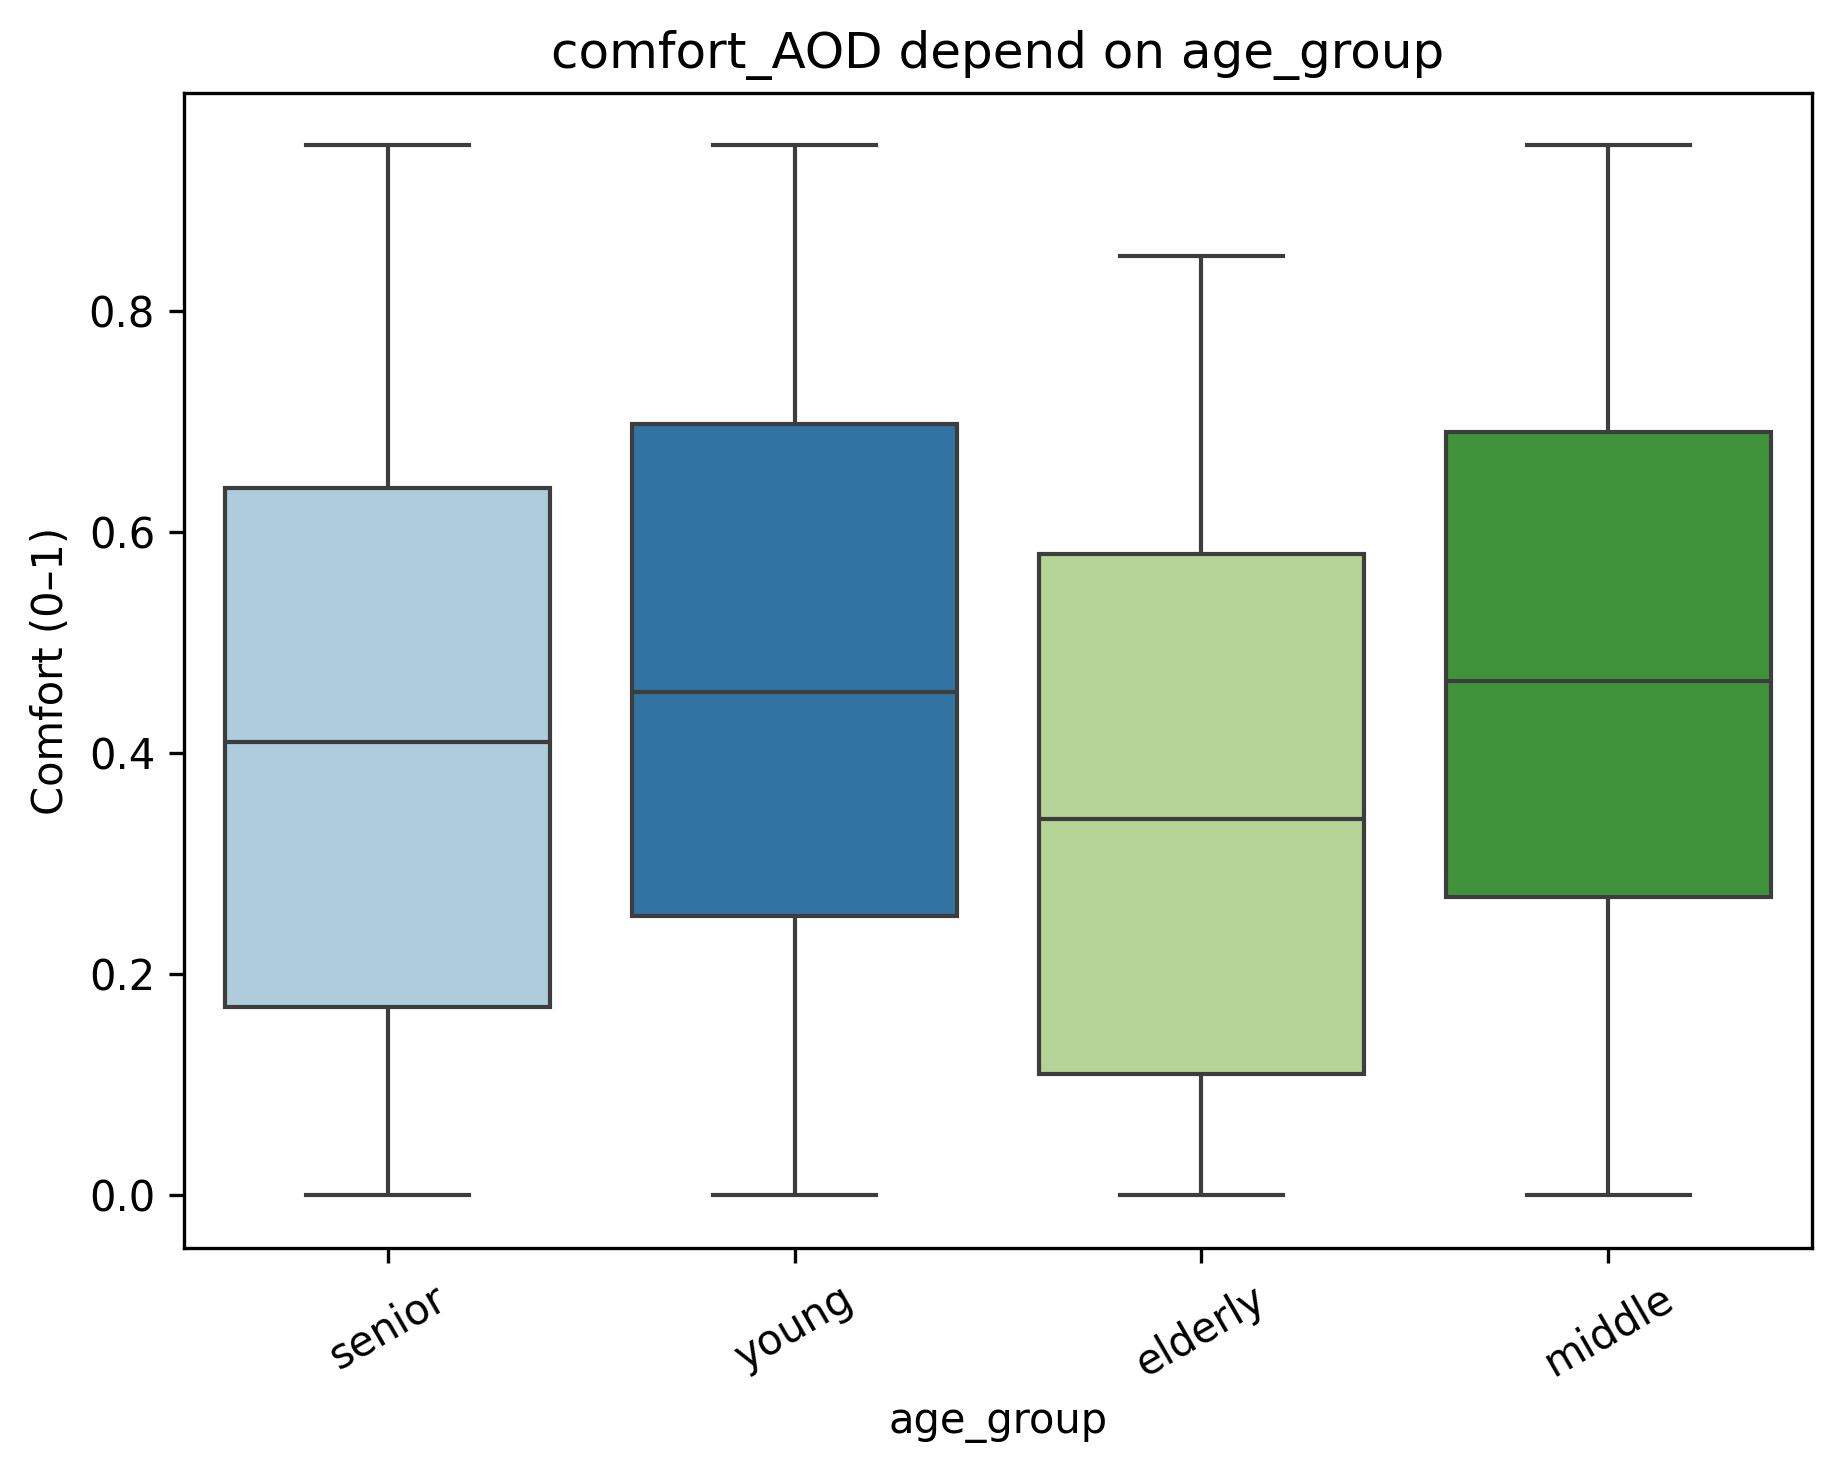 comfort_AOD depend on age_group
Comfort (0–1)
0.8
0.6
0.4
0.2
0.0
senior
young
elderly
middle
age_group